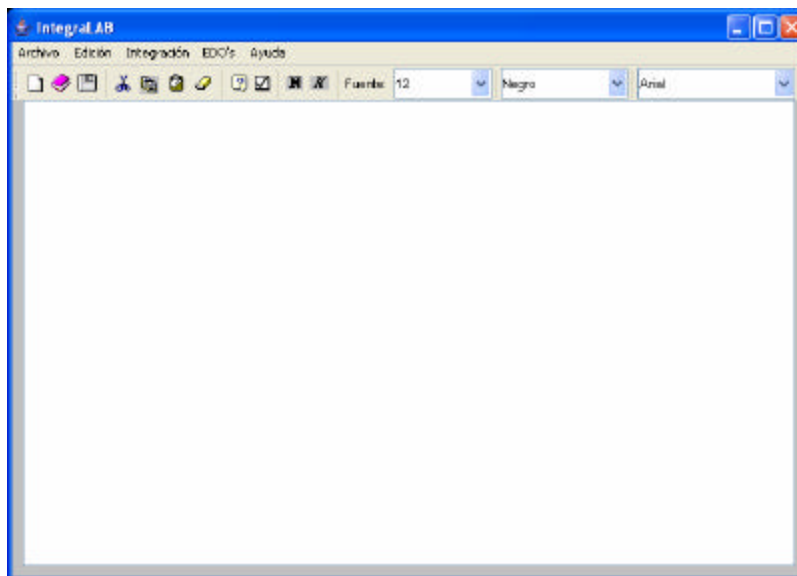 IntegraLAB
Archivo Edición Integración EDO's Ayuda
N K Fuente: 12 Negro Arial